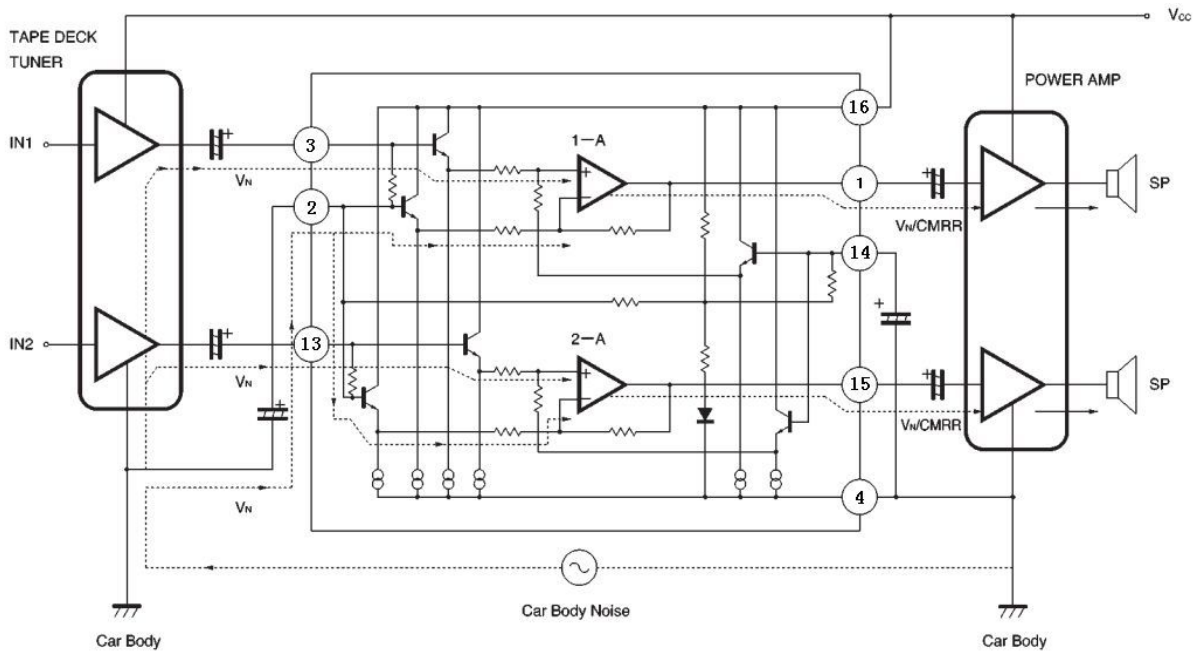 Vcc
TAPE DECK
TUNER
POWER AMP
16
IN1
+
3
1-A
+
−
1
+
SP
VN
2
VN/CMRR
14
+
IN2
+
13
2-A
+
−
15
+
SP
VN
+
VN/CMRR
VN
4
Car Body Noise
Car Body
Car Body